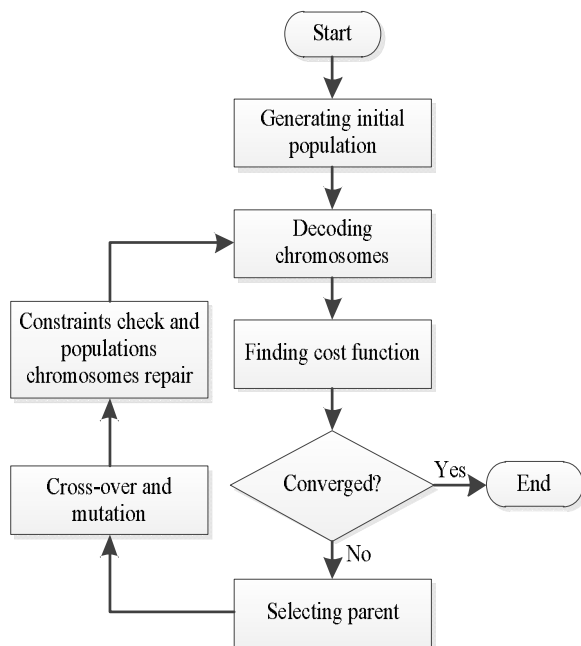 Start
Generating initial
population
Decoding
chromosomes
Constraints check and
populations
chromosomes repair
Finding cost function
Converged?
Yes
End
No
Cross-over and
mutation
Selecting parent